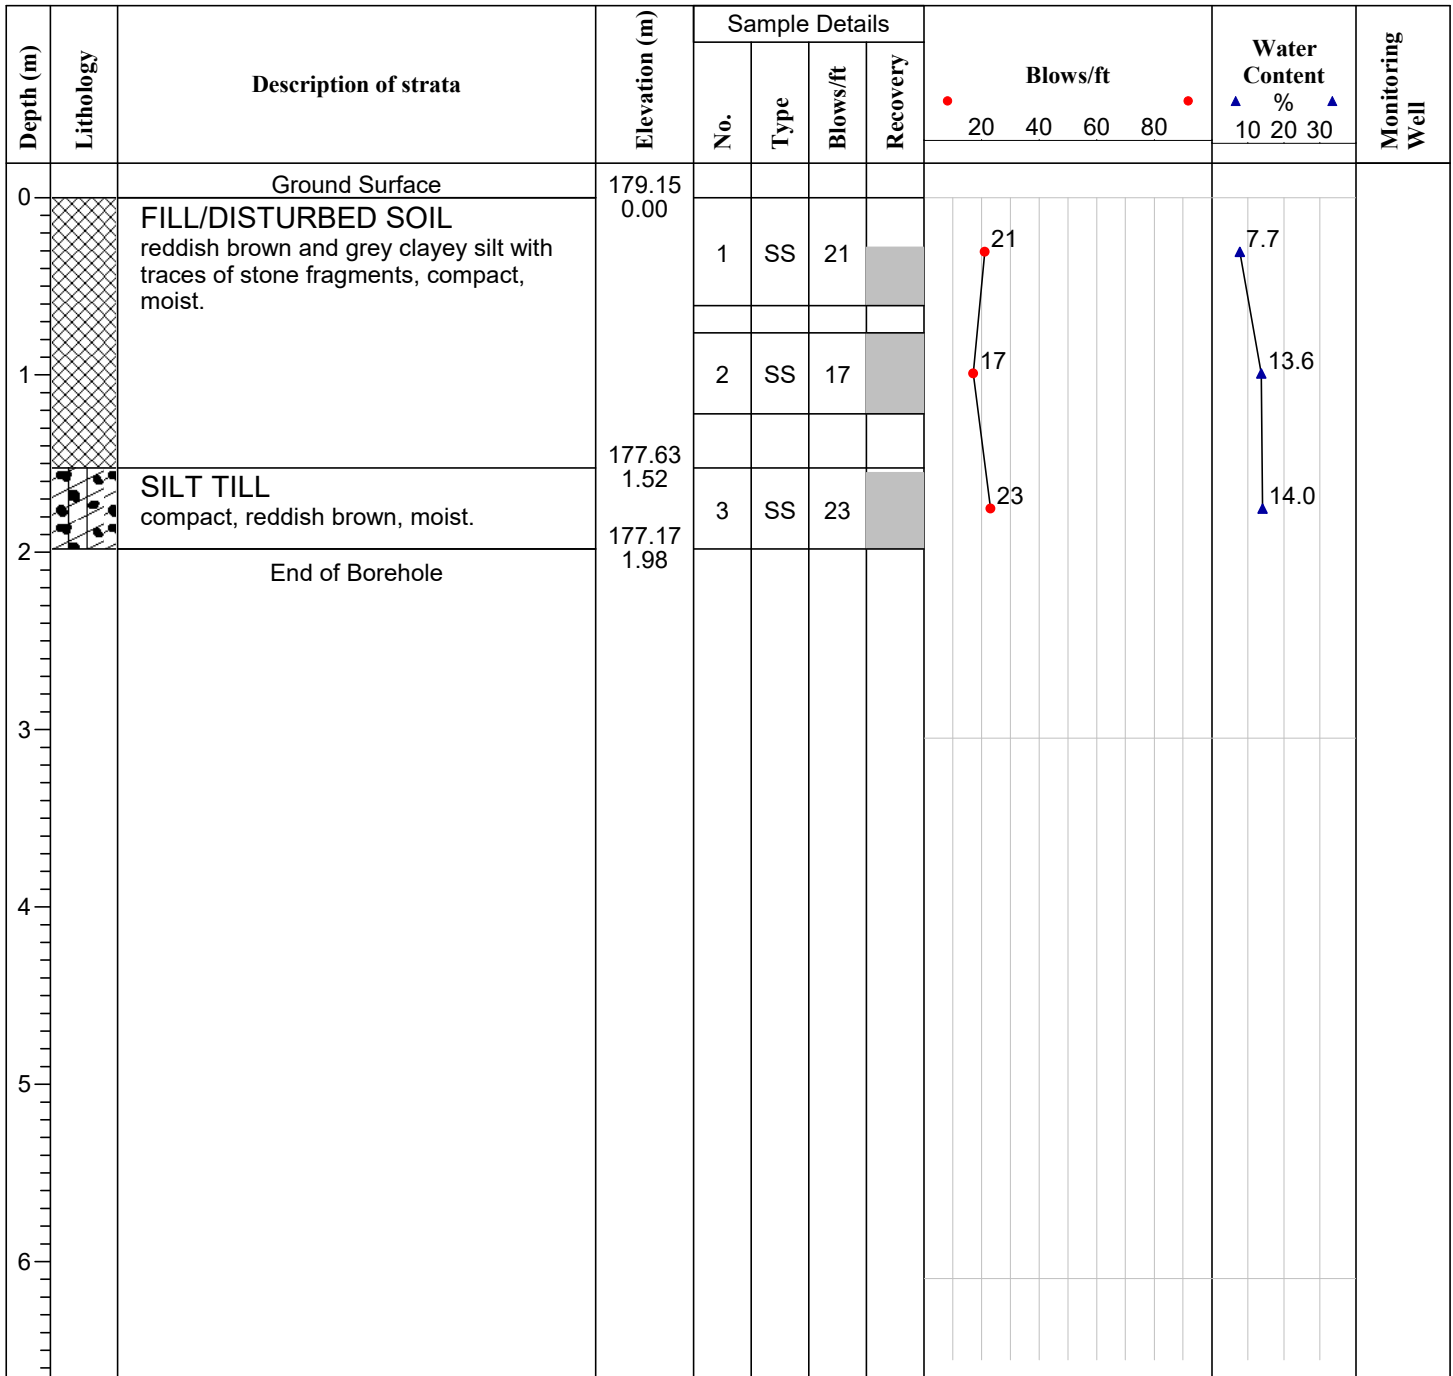 Depth (m)
Lithology
Description of strata
Elevation (m)
Sample Details
No.
Type
Blows/ft
Recovery
Blows/ft
20 40 60 80
Water
Content
%
10 20 30
Monitoring
Well
Ground Surface
179.15
0.00
0
FILL/DISTURBED SOIL
reddish brown and grey clayey silt with
traces of stone fragments, compact,
moist.
1 SS 21
21
7.7
1
2 SS 17
17
13.6
177.63
1.52
SILT TILL
compact, reddish brown, moist.
3 SS 23
23
14.0
177.17
1.98
2
End of Borehole
3
4
5
6